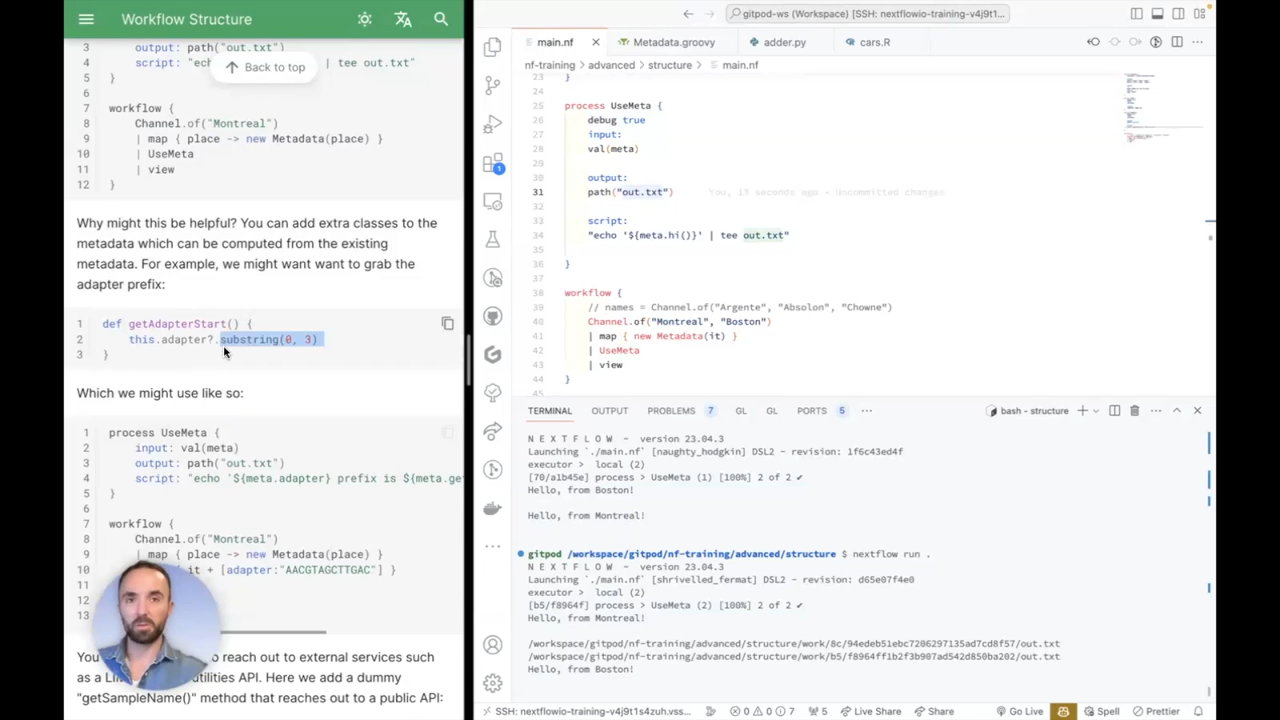 Workflow Structure
3 output: path("out.txt")
4 script: "ech | tee out.txt"
Back to top
5 }
7 workflow {
8 Channel.of("Montreal")
9 | map { place -> new Metadata(place) }
10 | UseMeta
11 | view
12 }
Why might this be helpful? You can add extra classes to the
metadata which can be computed from the existing
metadata. For example, we might want want to grab the
adapter prefix:
1 def getAdapterStart() {
2 this.adapter?.substring(0, 3)
3 }
Which we might use like so:
1 process UseMeta {
2 input: val(meta)
3 output: path("out.txt")
4 script: "echo '${meta.adapter} prefix is ${meta.ge
5 }
6
7 workflow {
8 Channel.of("Montreal")
9 | map { place -> new Metadata(place) }
10 it + [adapter:"AACGTAGCTTGAC"] }
11
12
13
You reach out to external services such
as a LI utilities API. Here we add a dummy
"getSampleName()" method that reaches out to a public API:
gitpod-ws (Workspace) [SSH: nextflowio-training-v4j9t1...
main.nf
Metadata.groovy
adder.py
cars.R
nf-training > advanced > structure > main.nf
23 }
24
25 process UseMeta {
26 debug true
27 input:
28 val(meta)
29
30 output:
31 path("out.txt") You, 13 seconds ago • Uncommitted changes
32
33 script:
34 "echo '${meta.hi()}' | tee out.txt"
35
36 }
37
38 workflow {
39 // names = Channel.of("Argente", "Absolon", "Chowne")
40 Channel.of("Montreal", "Boston")
41 | map { new Metadata(it) }
42 | UseMeta
43 | view
44 }
45
1
TERMINAL OUTPUT PROBLEMS 7 GL GL PORTS 5 ... bash - structure
N E X T F L O W ~ version 23.04.3
Launching `./main.nf` [naughty_hodgkin] DSL2 - revision: 1f6c43ed4f
executor > local (2)
[70/a1b45e] process > UseMeta (1) [100%] 2 of 2 ✔
Hello, from Boston!
Hello, from Montreal!
gitpod /workspace/gitpod/nf-training/advanced/structure $ nextflow run .
N E X T F L O W ~ version 23.04.3
Launching `./main.nf` [shrivelled_fermat] DSL2 - revision: d65e07f4e0
executor > local (2)
[b5/f8964f] process > UseMeta (2) [100%] 2 of 2 ✔
Hello, from Montreal!
/workspace/gitpod/nf-training/advanced/structure/work/8c/94edeb51ebc7206297135ad7cd8f57/out.txt
/workspace/gitpod/nf-training/advanced/structure/work/b5/f8964ff1b2f3b907ad542d850ba202/out.txt
Hello, from Boston!
SSH: nextflowio-training-v4j9t1s4zuh.vss... 0 0 7 5 Live Share Share Go Live Spell Prettier